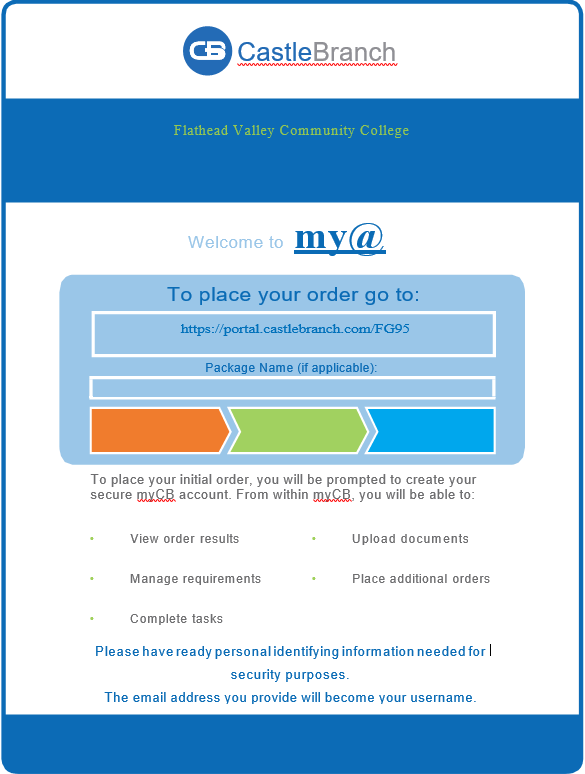 CB CastleBranch
Flathead Valley Community College
Welcome to my@
To place your order go to:
https://portal.castlebranch.com/FG95
Package Name (if applicable):
To place your initial order, you will be prompted to create your
secure myCB account. From within myCB, you will be able to:
• View order results • Upload documents
• Manage requirements • Place additional orders
• Complete tasks
Please have ready personal identifying information needed for
security purposes.
The email address you provide will become your username.